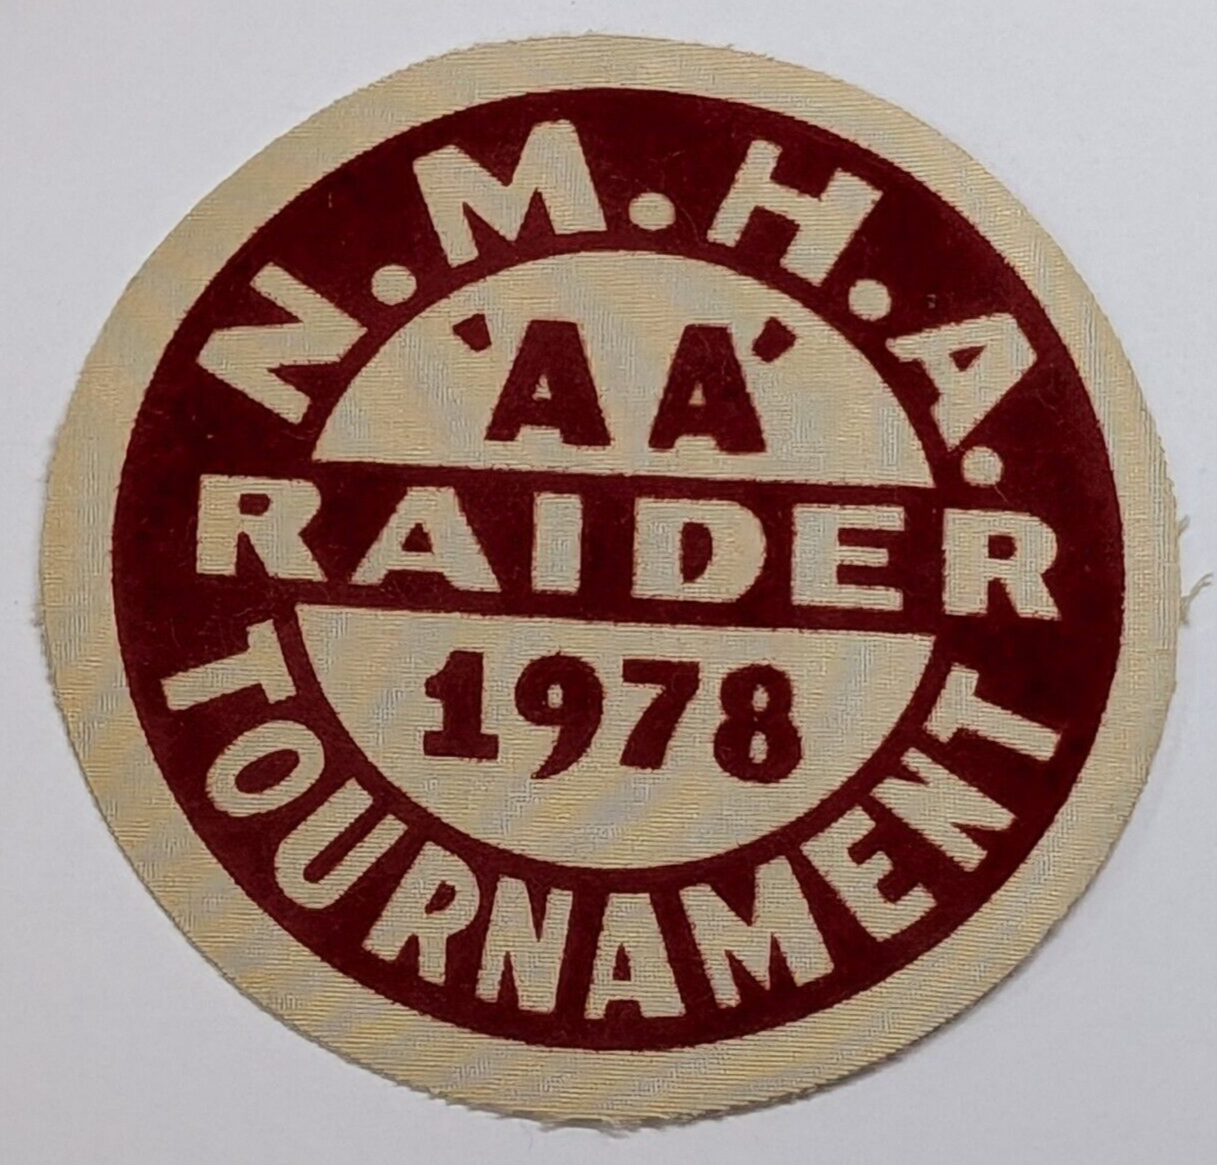 N.M.H.A.
'AA'
RAIDER
1978
TOURNAMENT